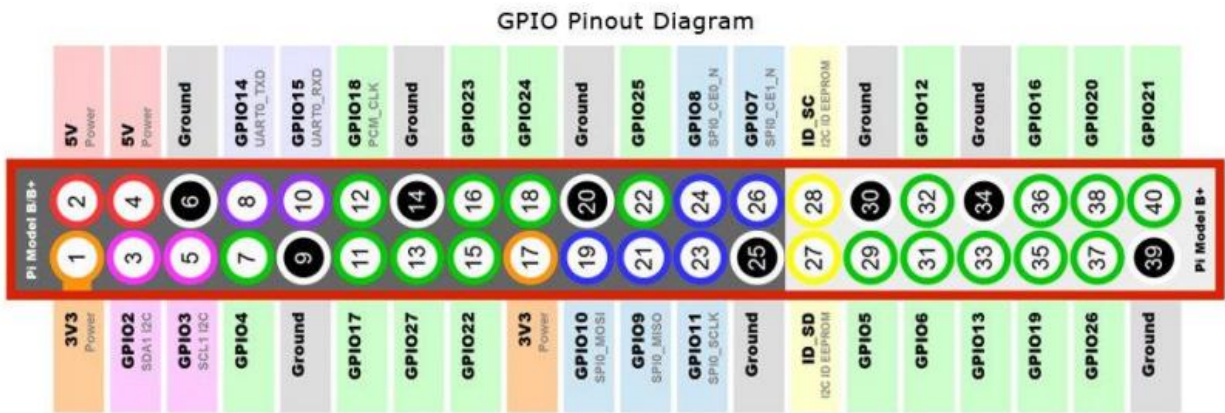 GPIO Pinout Diagram
5V
Power
5V
Power
Ground
GPIO14
UART0_TXD
GPIO15
UART0_RXD
GPIO18
PCM_CLK
Ground
GPIO23
GPIO24
Ground
GPIO25
GPIO8
SPI0_CE0_N
GPIO7
SPI0_CE1_N
ID_SC
I2C ID EEPROM
Ground
GPIO12
Ground
GPIO16
GPIO20
GPIO21
Pi Model B/B+
2 4 6 8 10 12 14 16 18 20 22 24 26 28 30 32 34 36 38 40
1 3 5 7 9 11 13 15 17 19 21 23 25 27 29 31 33 35 37 39
Pi Model B+
3V3
Power
GPIO2
SDA1 I2C
GPIO3
SCL1 I2C
GPIO4
Ground
GPIO17
GPIO27
GPIO22
3V3
Power
GPIO10
SPI0_MOSI
GPIO9
SPI0_MISO
GPIO11
SPI0_SCLK
Ground
ID_SD
I2C ID EEPROM
GPIO5
GPIO6
GPIO13
GPIO19
GPIO26
Ground